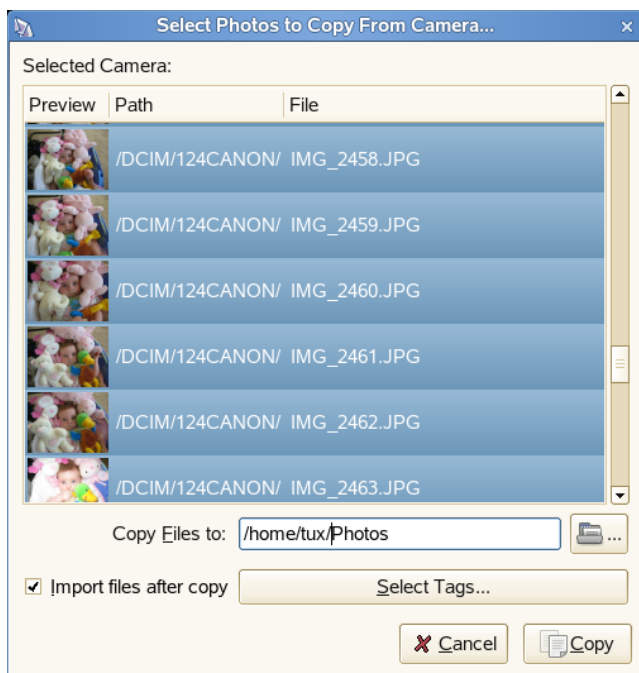 Select Photos to Copy From Camera...
Selected Camera:
Preview Path File
/DCIM/124CANON/ IMG_2458.JPG
/DCIM/124CANON/ IMG_2459.JPG
/DCIM/124CANON/ IMG_2460.JPG
/DCIM/124CANON/ IMG_2461.JPG
/DCIM/124CANON/ IMG_2462.JPG
/DCIM/124CANON/ IMG_2463.JPG
Copy Files to: /home/tux/Photos ...
Import files after copy Select Tags...
Cancel Copy